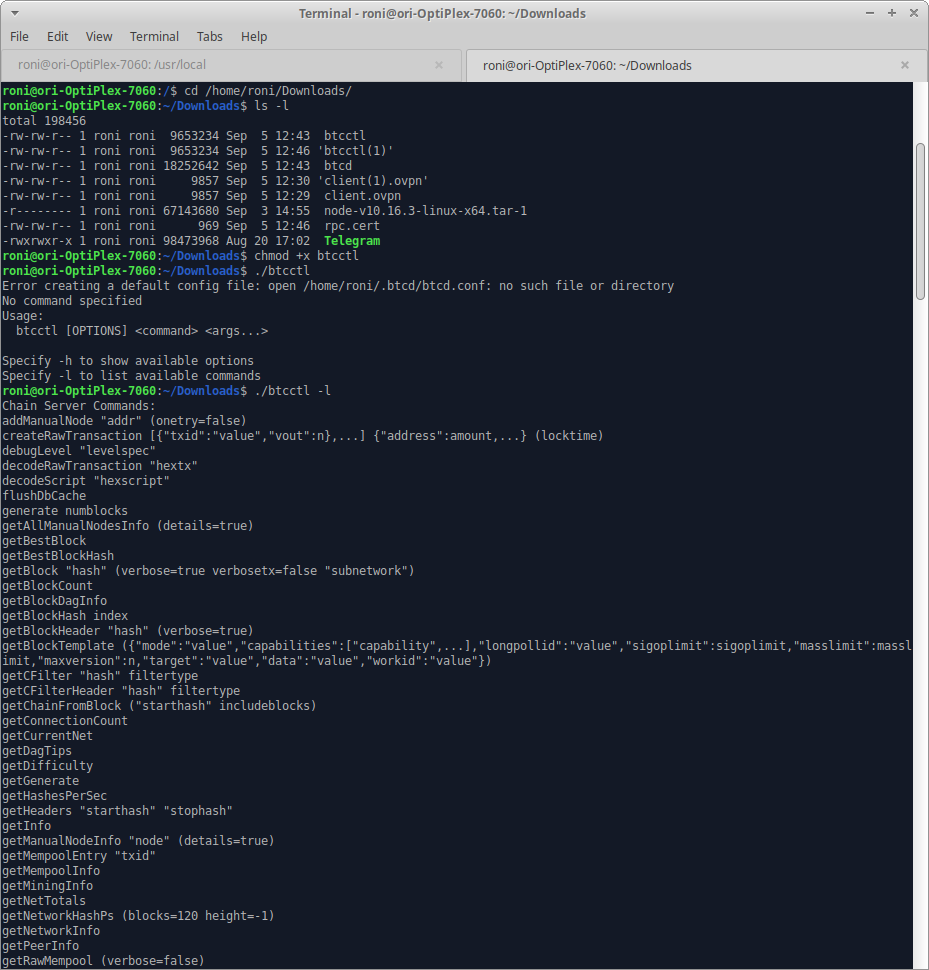 Terminal - roni@ori-OptiPlex-7060: ~/Downloads
File Edit View Terminal Tabs Help
roni@ori-OptiPlex-7060: /usr/local
roni@ori-OptiPlex-7060: ~/Downloads
roni@ori-OptiPlex-7060:/$ cd /home/roni/Downloads/
roni@ori-OptiPlex-7060:~/Downloads$ ls -l
total 198456
-rw-rw-r-- 1 roni roni  9653234 Sep  5 12:43  btcctl
-rw-rw-r-- 1 roni roni  9653234 Sep  5 12:46 'btcctl(1)'
-rw-rw-r-- 1 roni roni 18252642 Sep  5 12:43  btcd
-rw-rw-r-- 1 roni roni     9857 Sep  5 12:30 'client(1).ovpn'
-rw-rw-r-- 1 roni roni     9857 Sep  5 12:29  client.ovpn
-r-------- 1 roni roni 67143680 Sep  3 14:55  node-v10.16.3-linux-x64.tar-1
-rw-rw-r-- 1 roni roni      969 Sep  5 12:46  rpc.cert
-rwxrwxr-x 1 roni roni 98473968 Aug 20 17:02  Telegram
roni@ori-OptiPlex-7060:~/Downloads$ chmod +x btcctl
roni@ori-OptiPlex-7060:~/Downloads$ ./btcctl
Error creating a default config file: open /home/roni/.btcd/btcd.conf: no such file or directory
No command specified
Usage:
  btcctl [OPTIONS] <command> <args...>
Specify -h to show available options
Specify -l to list available commands
roni@ori-OptiPlex-7060:~/Downloads$ ./btcctl -l
Chain Server Commands:
addManualNode "addr" (onetry=false)
createRawTransaction [{"txid":"value","vout":n},...] {"address":amount,...} (locktime)
debugLevel "levelspec"
decodeRawTransaction "hextx"
decodeScript "hexscript"
flushDbCache
generate numblocks
getAllManualNodesInfo (details=true)
getBestBlock
getBestBlockHash
getBlock "hash" (verbose=true verbosetx=false "subnetwork")
getBlockCount
getBlockDagInfo
getBlockHash index
getBlockHeader "hash" (verbose=true)
getBlockTemplate ({"mode":"value","capabilities":["capability",...],"longpollid":"value","sigoplimit":sigoplimit,"masslimit":massl
imit,"maxversion":n,"target":"value","data":"value","workid":"value"})
getCFilter "hash" filtertype
getCFilterHeader "hash" filtertype
getChainFromBlock ("starthash" includeblocks)
getConnectionCount
getCurrentNet
getDagTips
getDifficulty
getGenerate
getHashesPerSec
getHeaders "starthash" "stophash"
getInfo
getManualNodeInfo "node" (details=true)
getMempoolEntry "txid"
getMempoolInfo
getMiningInfo
getNetTotals
getNetworkHashPs (blocks=120 height=-1)
getNetworkInfo
getPeerInfo
getRawMempool (verbose=false)